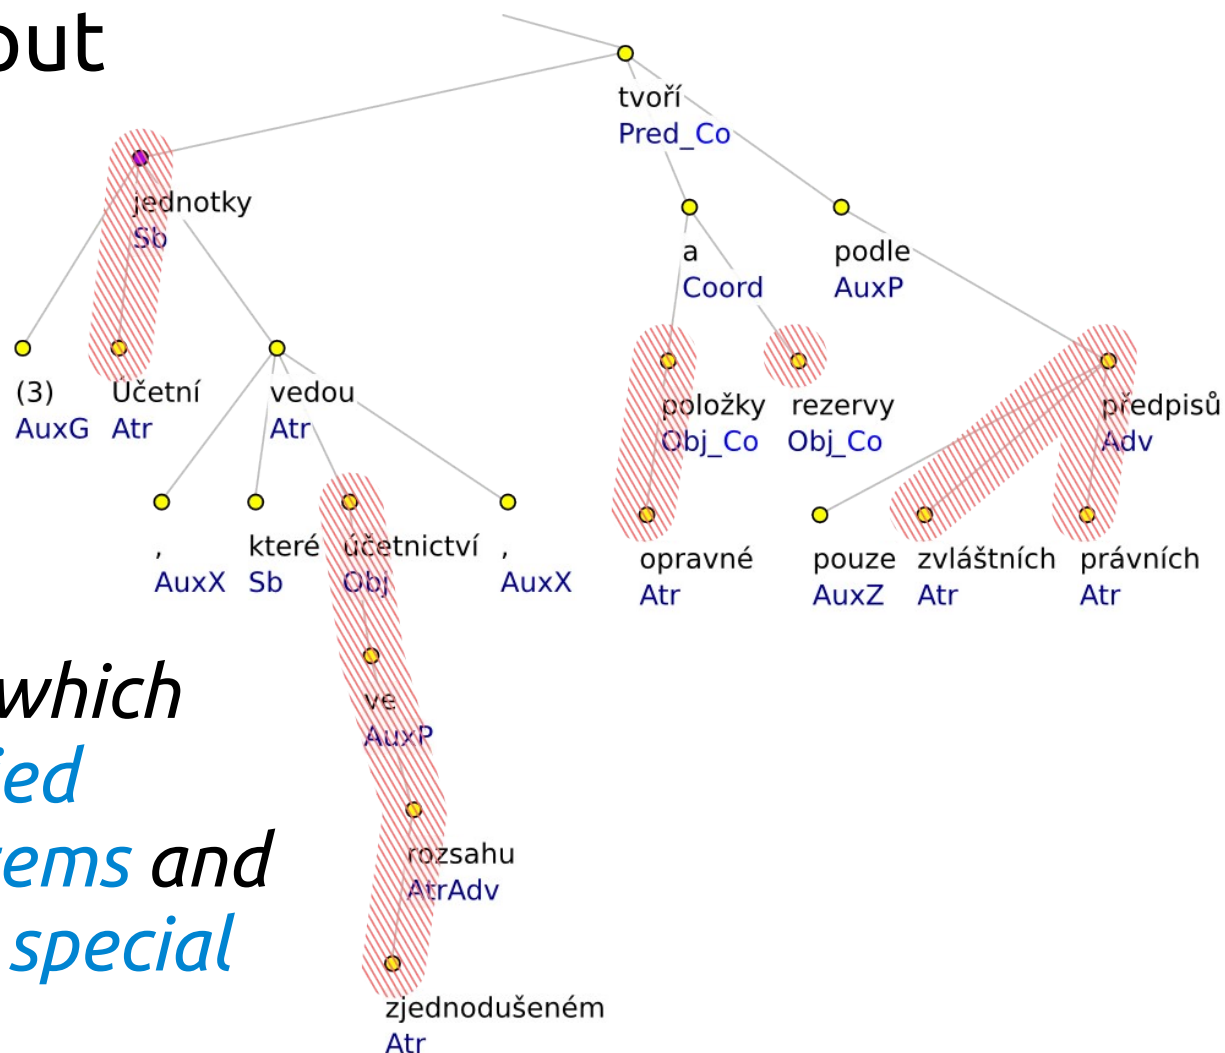 out
tvoří
Pred_Co
jednotky
Sb
a
Coord
podle
AuxP
(3)
AuxG
Účetní
Atr
vedou
Atr
položky
Obj_Co
rezervy
Obj_Co
předpisů
Adv
,
AuxX
které
Sb
účetnictví
Obj
,
AuxX
opravné
Atr
pouze
AuxZ
zvláštních
Atr
právních
Atr
ve
AuxP
which
ied
rozsahu
AtrAdv
tems and
special
zjednodušeném
Atr